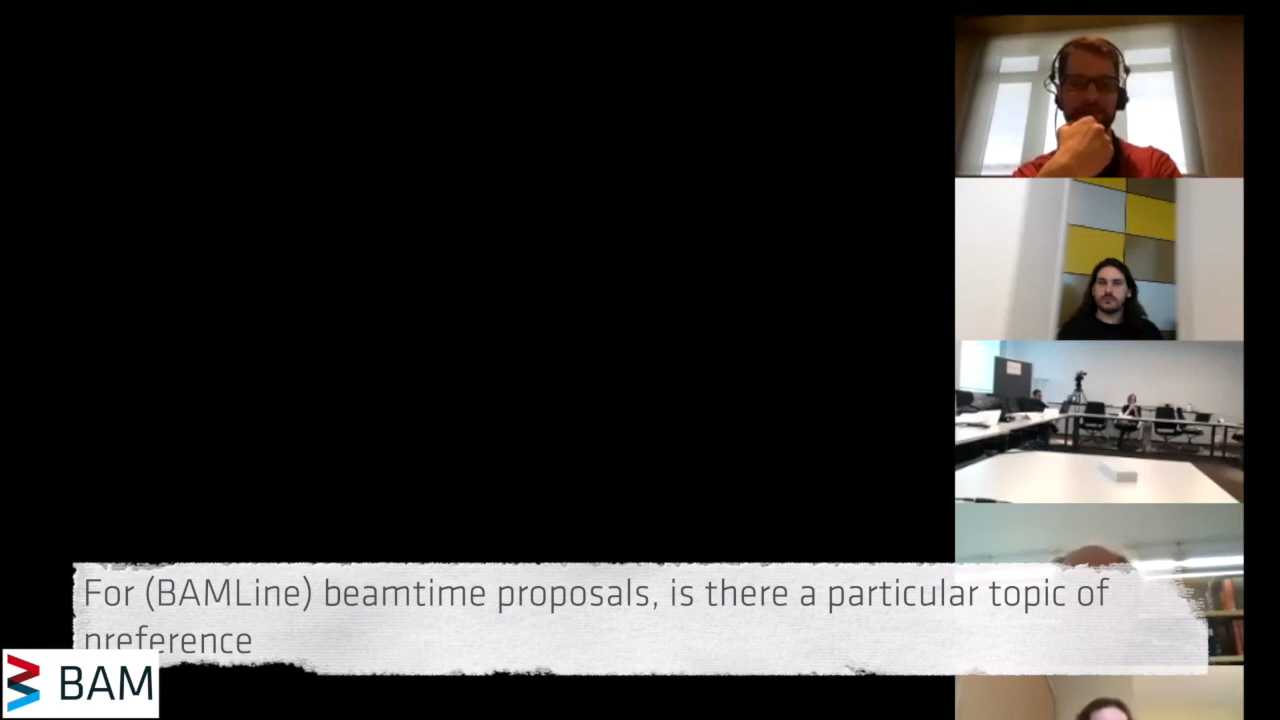 For (BAMLine) beamtime proposals, is there a particular topic of
preference
BAM